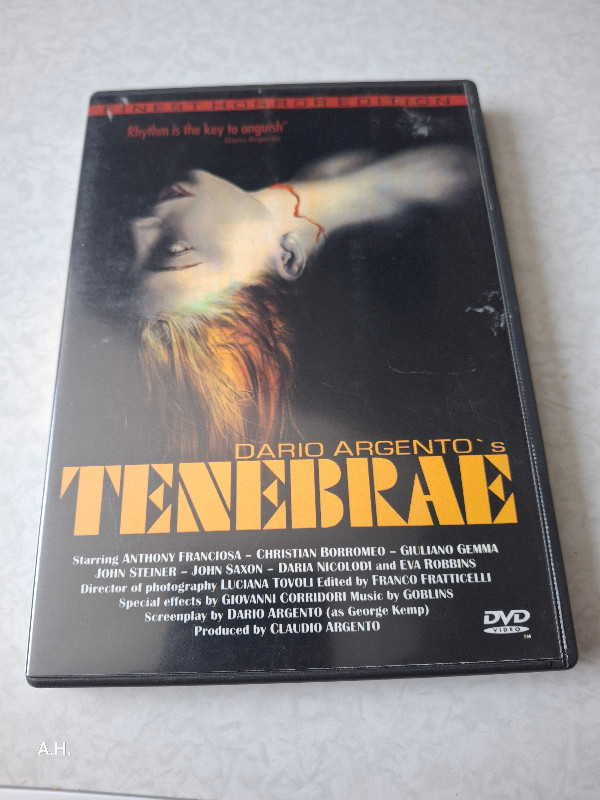 FINEST HORROR EDITION
"Rhythm is the key to anguish"
Dario Argento
DARIO ARGENTO`s
TENEBRAE
Starring ANTHONY FRANCIOSA – CHRISTIAN BORROMEO – GIULIANO GEMMA
JOHN STEINER – JOHN SAXON – DARIA NICOLODI and EVA ROBBINS
Director of photography LUCIANA TOVOLI Edited by FRANCO FRATTICELLI
Special effects by GIOVANNI CORRIDORI Music by GOBLINS
Screenplay by DARIO ARGENTO (as George Kemp)
Produced by CLAUDIO ARGENTO
DVD
VIDEO
A.H.